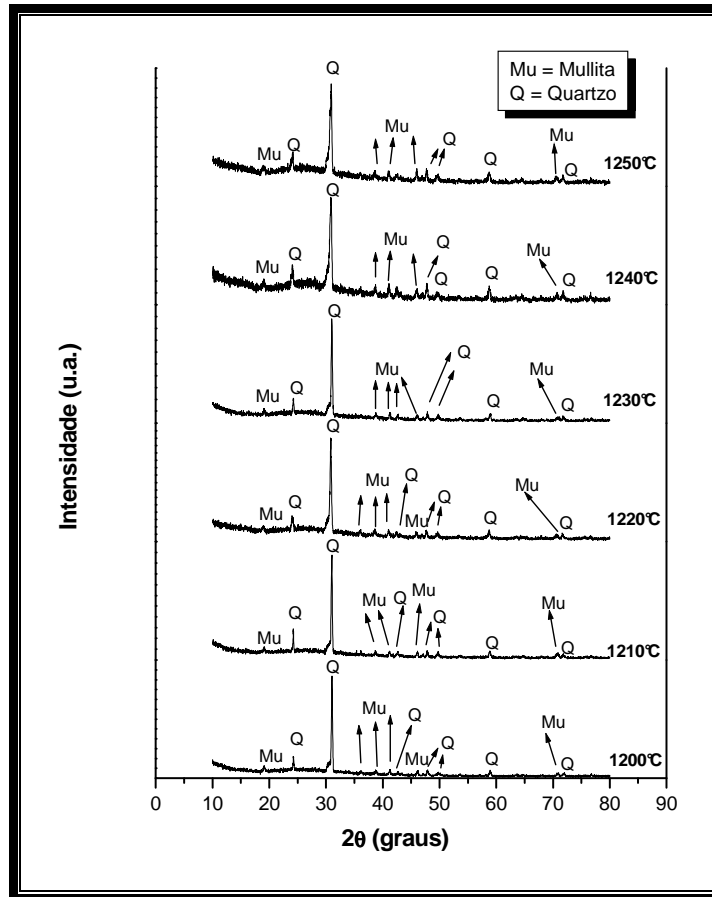 Mu = Mullita
Q = Quartzo
Q
Mu
Q
Mu
Q
Q
Mu
Q
1250℃
Q
Mu
Q
Mu
Q
Q
Q
Mu
Q
1240℃
Q
Mu
Q
Mu
Q
Q
Mu
Q
1230℃
Q
Mu
Q
Mu
Q
Mu
Q
Q
Mu
Q
1220℃
Q
Mu
Q
Mu
Q
Mu
Q
Q
Mu
Q
1210℃
Q
Mu
Q
Mu
Q
Mu
Q
Q
Mu
Q
1200℃
0 10 20 30 40 50 60 70 80 90
2θ (graus)
Intensidade (u.a.)